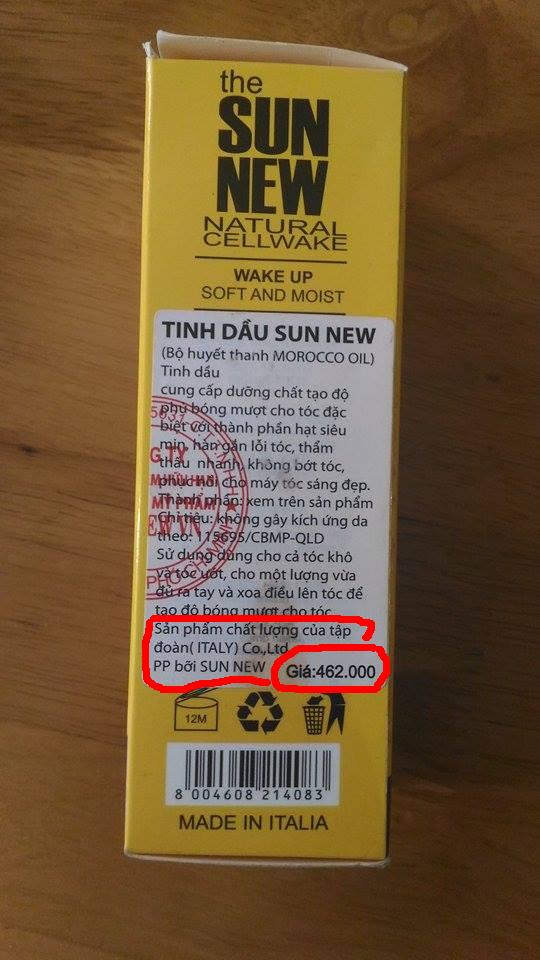 the
SUN
NEW
NATURAL
CELLWAKE
WAKE UP
SOFT AND MOIST
TINH DẦU SUN NEW
(Bộ huyết thanh MOROCCO OIL)
Tinh dầu
cung cấp dưỡng chất tạo độ
phủ bóng mượt cho tóc đặc
biệt cới thành phần hạt siêu
mịn, hàn gắn lỗi tóc, thẩm
thấu nhanh, không bớt tóc,
phục hồi cho máy tóc sáng đẹp.
Thành phần: xem trên sản phẩm
Chỉ tiêu: không gây kích ứng da
theo: 115695/CBMP-QLD
Sử dụng dùng cho cả tóc khô
và tóc ướt, cho một lượng vừa
đủ ra tay và xoa điều lên tóc để
tạo độ bóng mượt cho tóc
Sản phẩm chất lượng của tập
đoàn( ITALY) Co.,Ltd
PP bỡi SUN NEW
Giá:462.000
12M
8 004608 214083
MADE IN ITALIA